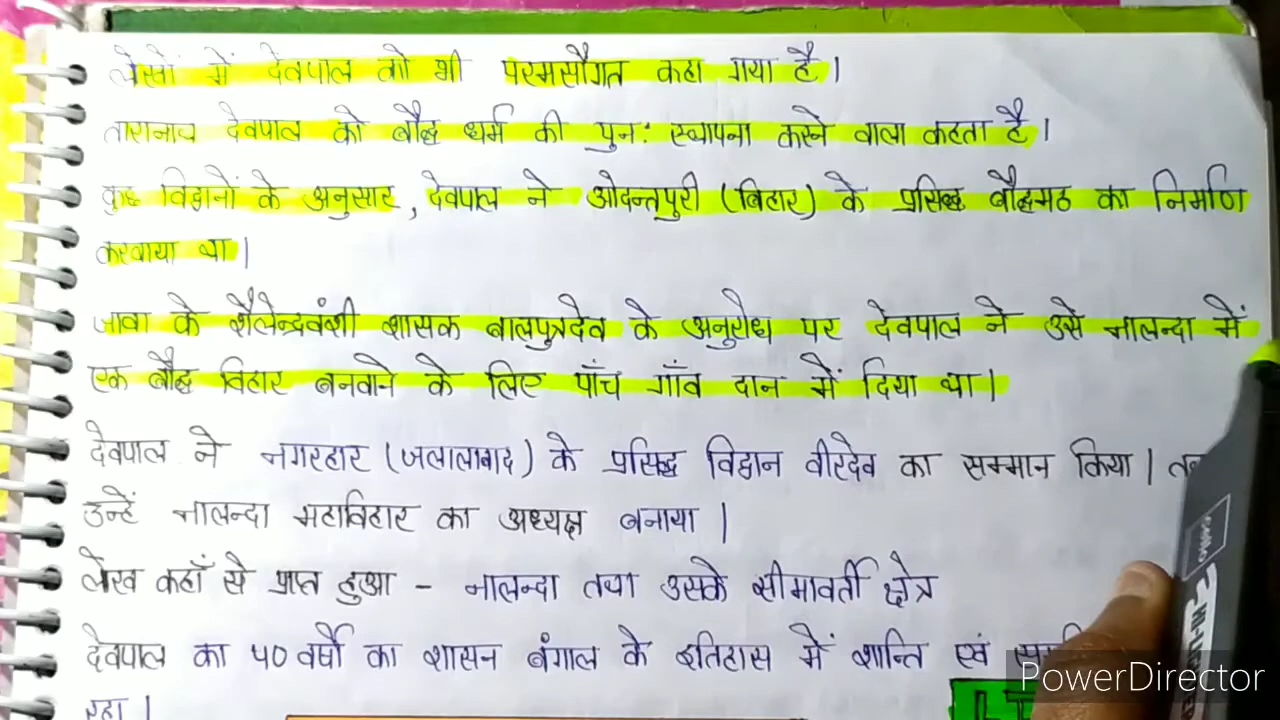 लेखों में देवपाल को भी परमसौगत कहा गया है।
तारानाथ देवपाल को बौद्ध धर्म की पुनः स्थापना करने वाला कहता है।
कुछ विद्वानों के अनुसार, देवपाल ने ओदन्तपुरी (बिहार) के प्रसिद्ध बौद्धमठ का निर्माण
करवाया था।
जावा के शैलेन्द्रवंशी शासक बालपुत्रदेव के अनुरोध पर देवपाल ने उसे नालन्दा में
एक बौद्ध विहार बनवाने के लिए पाँच गाँव दान में दिया था।
देवपाल ने नगरहार (जलालाबाद) के प्रसिद्ध विद्वान वीरदेव का सम्मान किया।
उन्हें नालन्दा महाविहार का अध्यक्ष बनाया।
लेख कहाँ से प्राप्त हुआ - नालन्दा तथा उसके सीमावर्ती क्षेत्र
देवपाल का 40 वर्षों का शासन बंगाल के इतिहास में शान्ति एवं
रहा।
PowerDirector